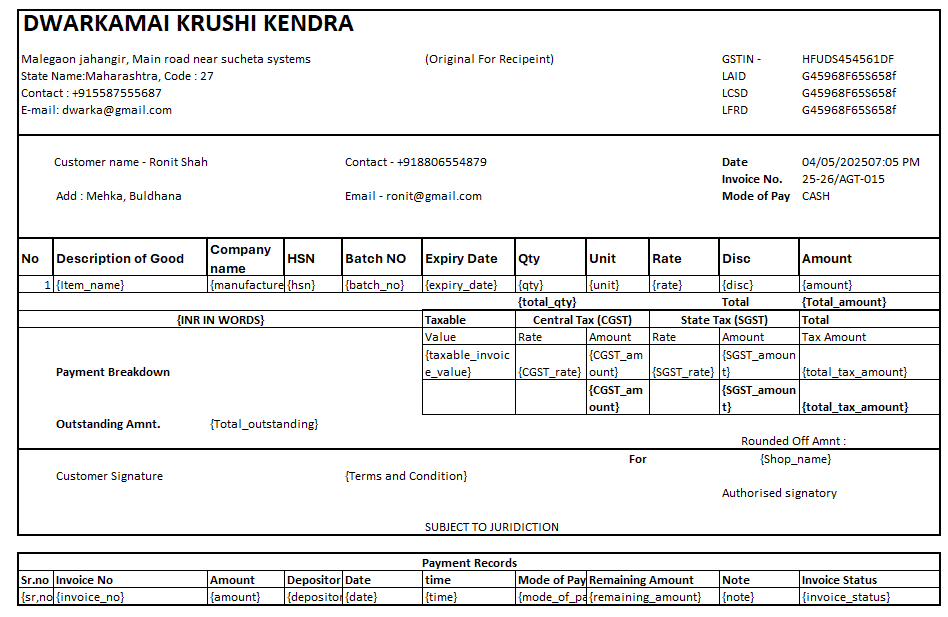 DWARKAMAI KRUSHI KENDRA
Malegaon jahangir, Main road near sucheta systems (Original For Recipeint) GSTIN - HFUDS454561DF
State Name:Maharashtra, Code : 27 LAID G45968F65S658f
Contact : +915587555687 LCSD G45968F65S658f
E-mail: dwarka@gmail.com LFRD G45968F65S658f
Customer name - Ronit Shah Contact - +918806554879 Date 04/05/202507:05 PM
Invoice No. 25-26/AGT-015
Add : Mehka, Buldhana Email - ronit@gmail.com Mode of Pay CASH
No Description of Good Company name HSN Batch NO Expiry Date Qty Unit Rate Disc Amount
1 {Item_name} {manufacture {hsn} {batch_no} {expiry_date} {qty} {unit} {rate} {disc} {amount}
{total_qty} Total {Total_amount}
{INR IN WORDS} Taxable Central Tax (CGST) State Tax (SGST) Total
Value Rate Amount Rate Amount Tax Amount
Payment Breakdown {taxable_invoice_value} {CGST_rate} {CGST_amount} {SGST_rate} {SGST_amount} {total_tax_amount}
{CGST_amount} {SGST_amount} {total_tax_amount}
Outstanding Amnt. {Total_outstanding}
Rounded Off Amnt :
For {Shop_name}
Customer Signature {Terms and Condition}
Authorised signatory
SUBJECT TO JURIDICTION
Payment Records
Sr.no Invoice No Amount Depositor Date time Mode of Pay Remaining Amount Note Invoice Status
{sr,no {invoice_no} {amount} {depositor {date} {time} {mode_of_pa {remaining_amount} {note} {invoice_status}